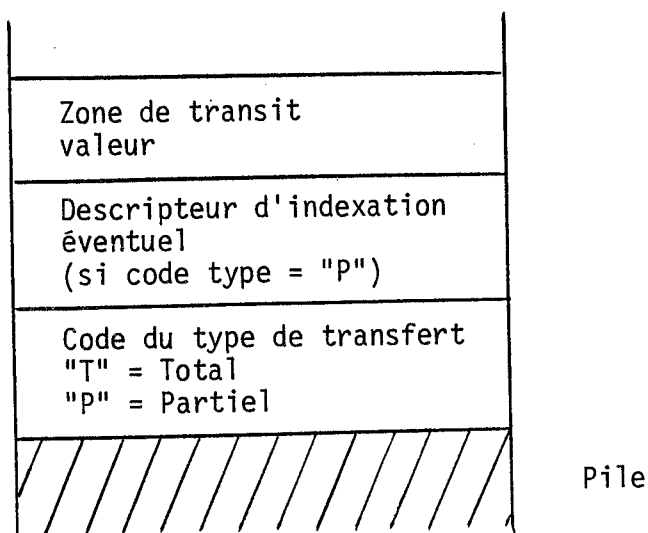 Zone de transit
valeur
Descripteur d'indexation
éventuel
(si code type = "P")
Code du type de transfert
"T" = Total
"P" = Partiel
Pile